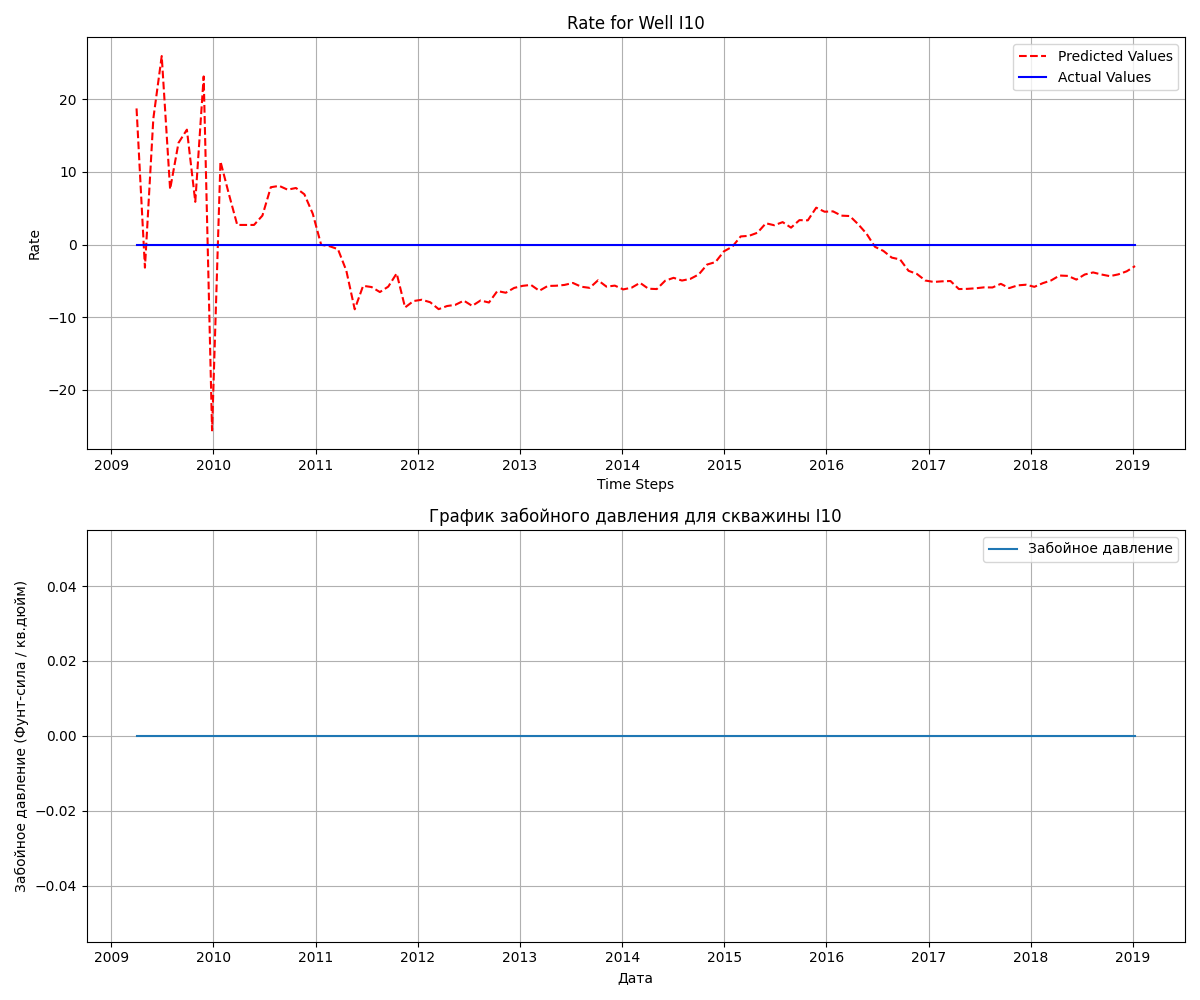 Rate for Well I10
Predicted Values
Actual Values
Rate
20
10
0
−10
−20
2009 2010 2011 2012 2013 2014 2015 2016 2017 2018 2019
Time Steps
График забойного давления для скважины I10
Забойное давление
Забойное давление (Фунт-сила / кв.дюйм)
0.04
0.02
0.00
−0.02
−0.04
2009 2010 2011 2012 2013 2014 2015 2016 2017 2018 2019
Дата